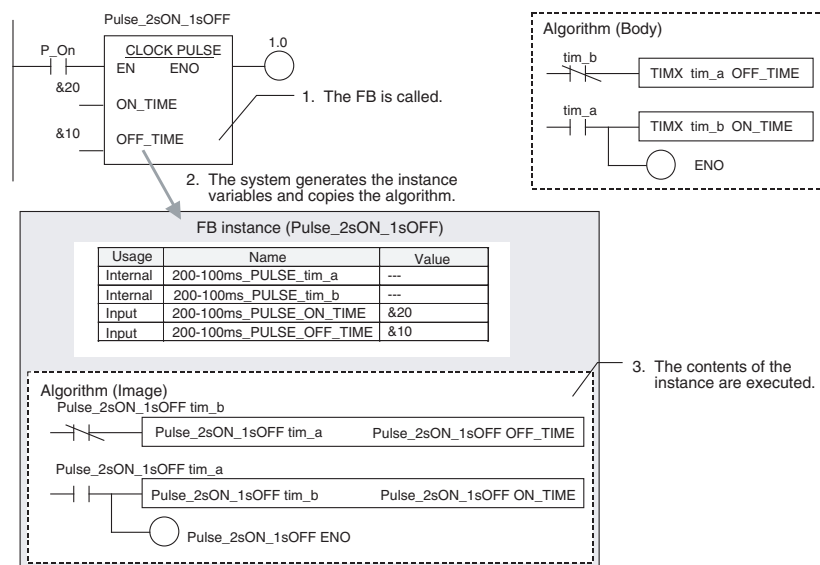 Pulse_2sON_1sOFF
P_On
CLOCK PULSE
EN ENO
1.0
&20
ON_TIME
&10
OFF_TIME
1. The FB is called.
2. The system generates the instance
variables and copies the algorithm.
Algorithm (Body)
tim_b
TIMX tim_a OFF_TIME
tim_a
TIMX tim_b ON_TIME
ENO
FB instance (Pulse_2sON_1sOFF)
Usage Name Value
Internal 200-100ms_PULSE_tim_a ---
Internal 200-100ms_PULSE_tim_b ---
Input 200-100ms_PULSE_ON_TIME &20
Input 200-100ms_PULSE_OFF_TIME &10
3. The contents of the
instance are executed.
Algorithm (Image)
Pulse_2sON_1sOFF tim_b
Pulse_2sON_1sOFF tim_a Pulse_2sON_1sOFF OFF_TIME
Pulse_2sON_1sOFF tim_a
Pulse_2sON_1sOFF tim_b Pulse_2sON_1sOFF ON_TIME
Pulse_2sON_1sOFF ENO